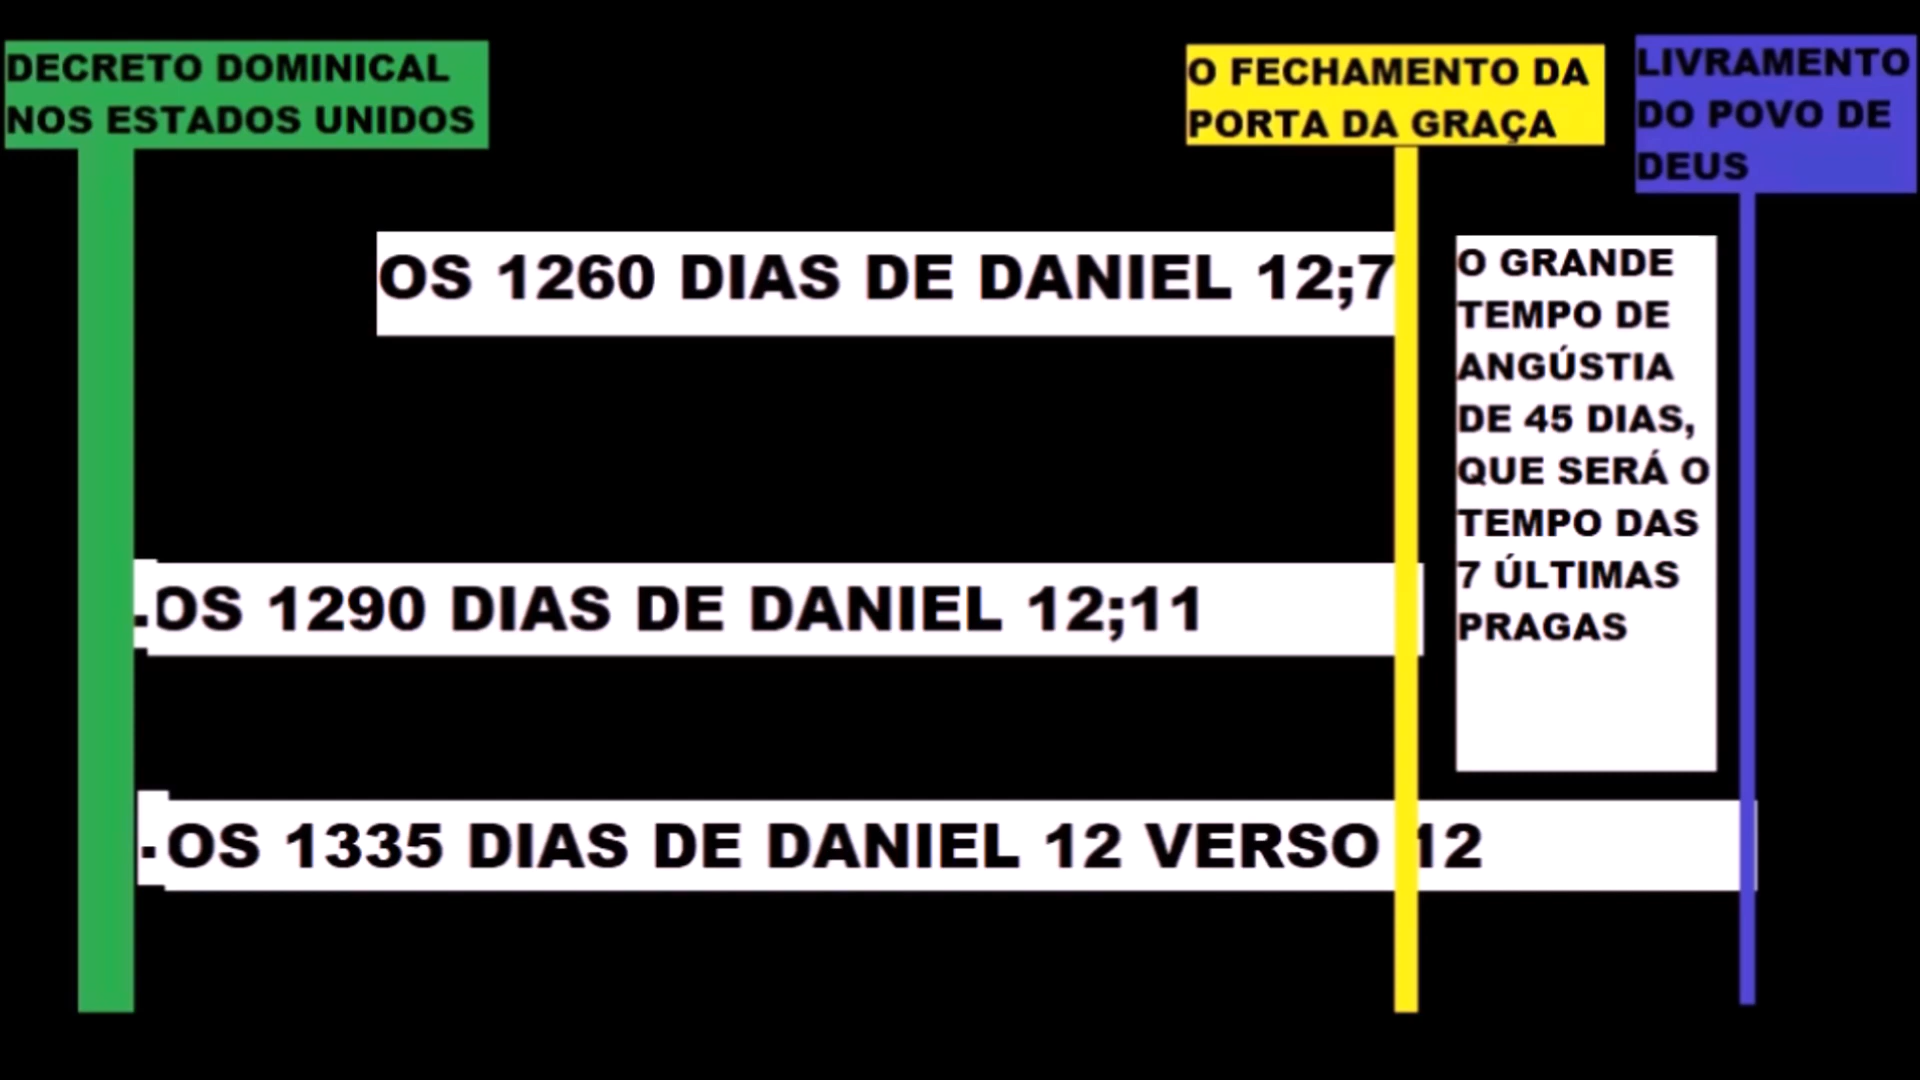 DECRETO DOMINICAL
NOS ESTADOS UNIDOS
O FECHAMENTO DA
PORTA DA GRAÇA
LIVRAMENTO
DO POVO DE
DEUS
OS 1260 DIAS DE DANIEL 12;7
O GRANDE
TEMPO DE
ANGÚSTIA
DE 45 DIAS,
QUE SERÁ O
TEMPO DAS
7 ÚLTIMAS
PRAGAS
.OS 1290 DIAS DE DANIEL 12;11
-OS 1335 DIAS DE DANIEL 12 VERSO 12